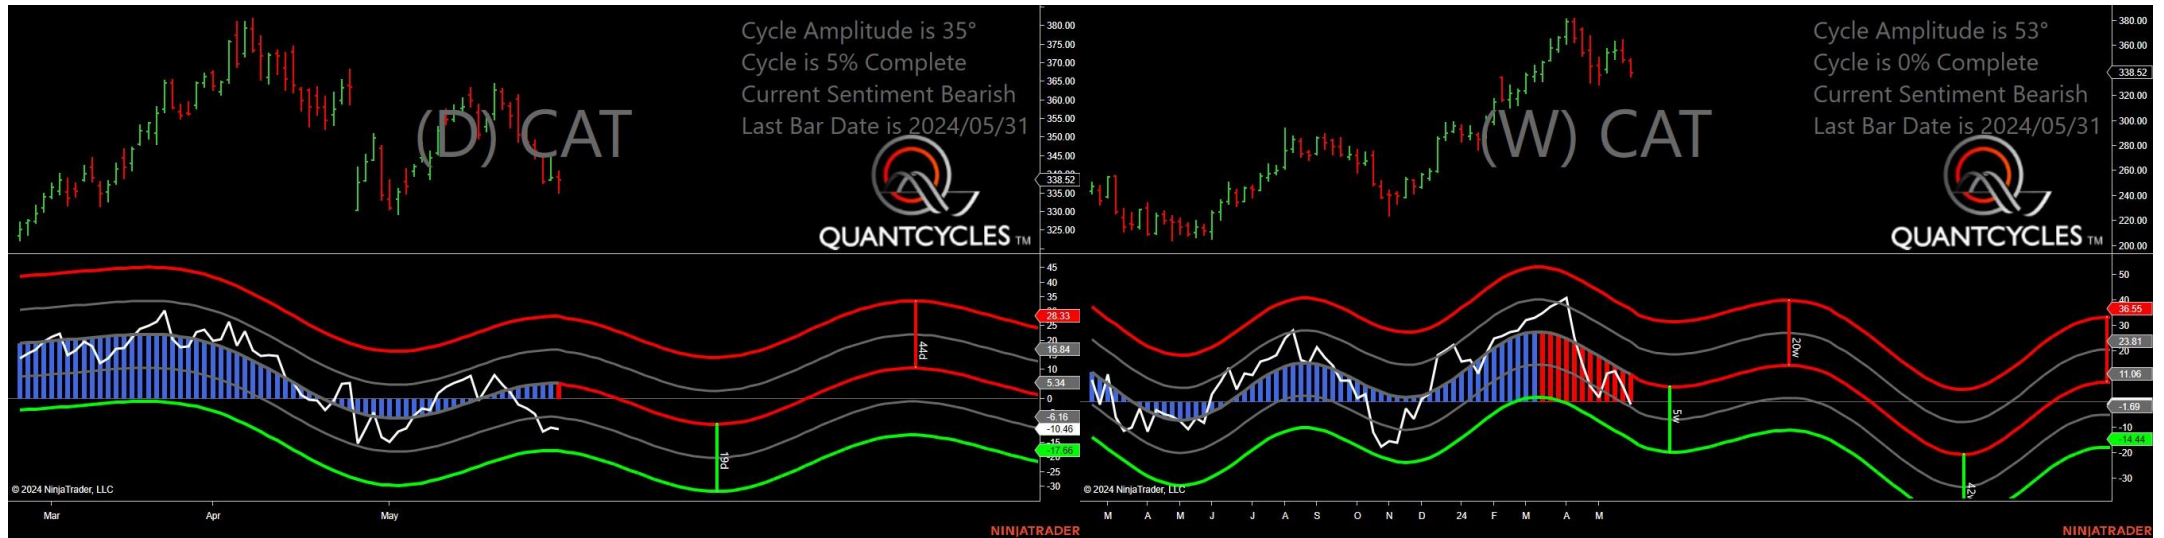 Cycle Amplitude is 35°
Cycle is 5% Complete
Current Sentiment Bearish
Last Bar Date is 2024/05/31
(D) CAT
QUANTCYCLES TM
380.00
375.00
370.00
365.00
360.00
355.00
350.00
345.00
338.52
335.00
330.00
325.00
45
40
35
30
28.33
25
20
16.84
15
10
5.34
0
-6.16
-10.46
-15
-17.66
-20
-25
-30
44d
19d
© 2024 NinjaTrader, LLC
Mar Apr May
NINJATRADER
Cycle Amplitude is 53°
Cycle is 0% Complete
Current Sentiment Bearish
Last Bar Date is 2024/05/31
(W) CAT
QUANTCYCLES TM
380.00
360.00
338.52
320.00
300.00
280.00
260.00
240.00
220.00
200.00
50
40
36.55
30
23.81
20
11.06
-1.69
-10
-14.44
-20
-30
20w
5w
© 2024 NinjaTrader, LLC
M A M J J A S O N D 24 F M A M
NINJATRADER